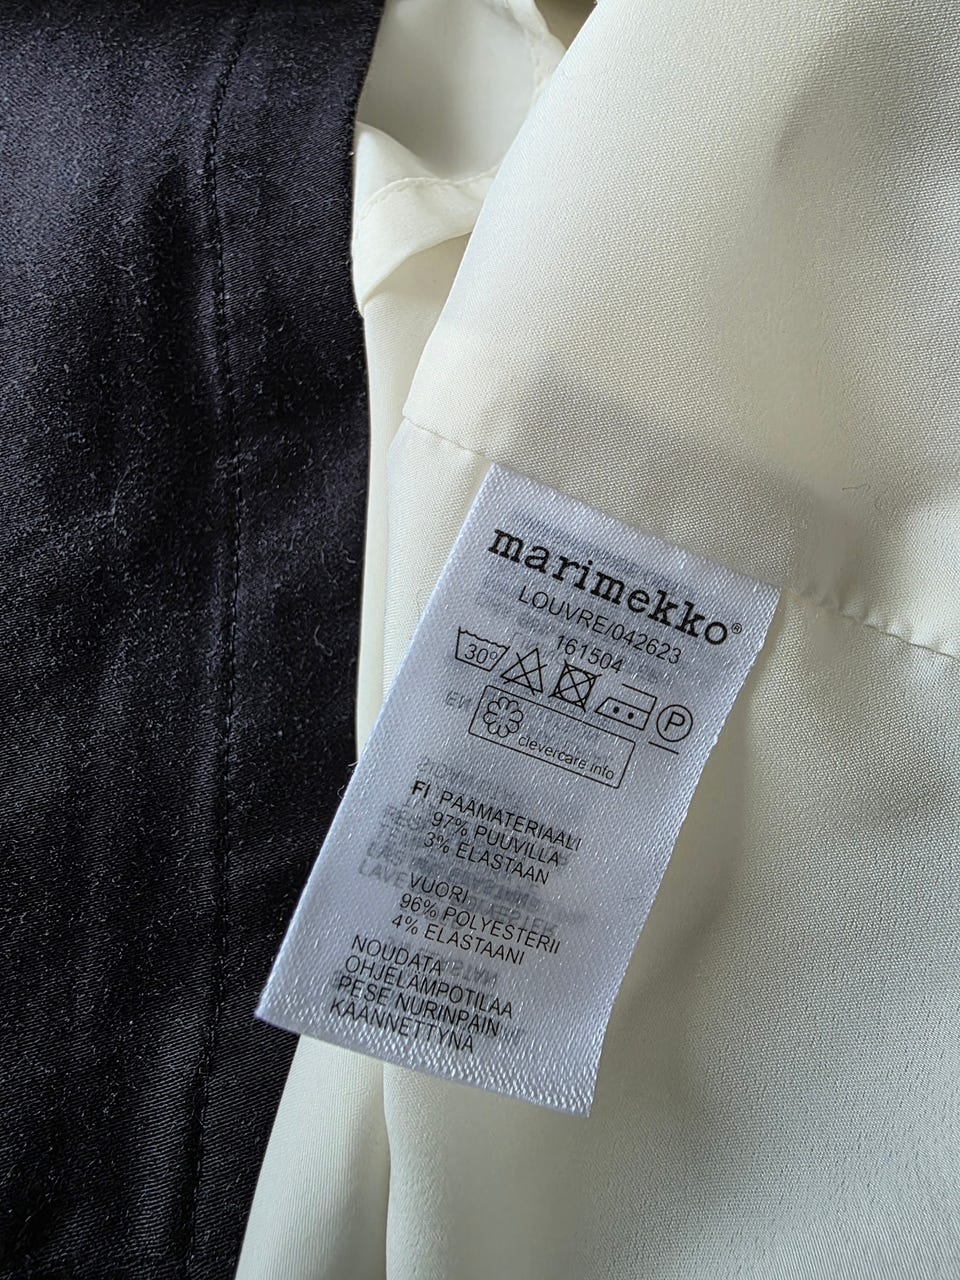 marimekko®
LOUVRE/042623
161504
30°
P
clevercare.info
FI PÄÄMATERIAALI
97% PUUVILLA
3% ELASTAAN
VUORI
96% POLYESTERII
4% ELASTAANI
NOUDATA
OHJELÄMPÖTILAA
PESE NURINPÄIN
KÄÄNNETTYNÄ